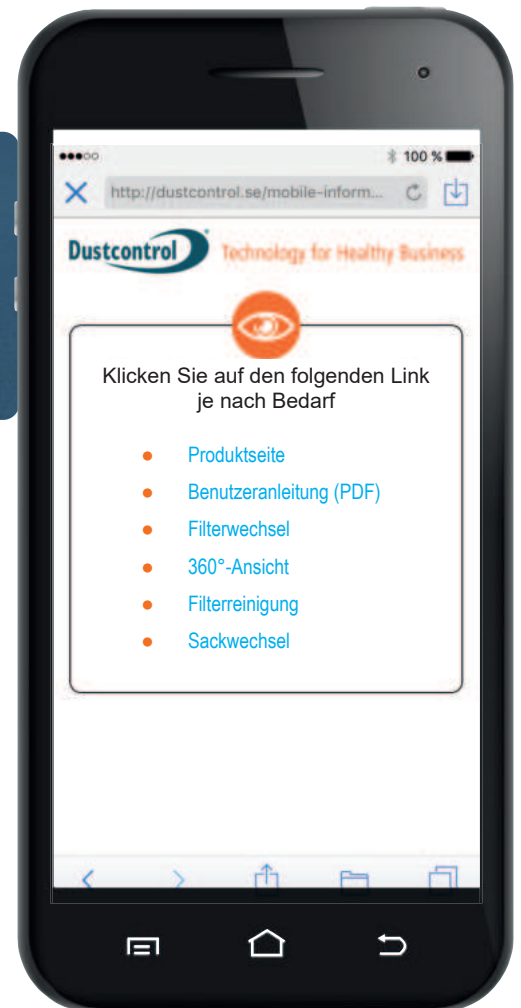 100 %
http://dustcontrol.se/mobile-inform...
Dustcontrol® Technology for Healthy Business
Klicken Sie auf den folgenden Link
je nach Bedarf
• Produktseite
• Benutzeranleitung (PDF)
• Filterwechsel
• 360°-Ansicht
• Filterreinigung
• Sackwechsel